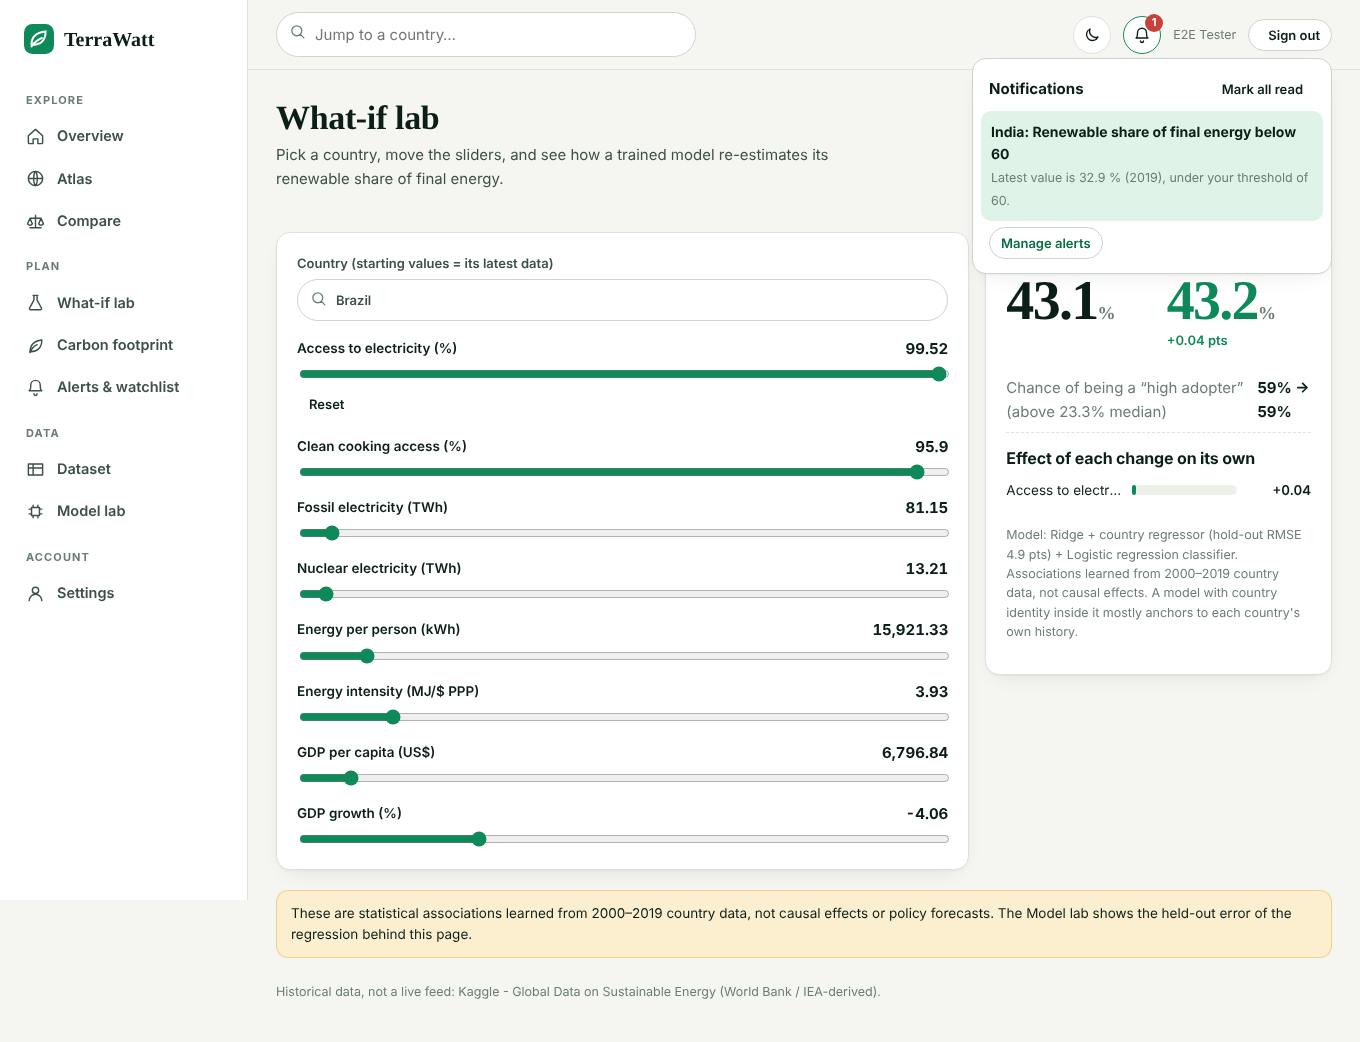 TerraWatt
EXPLORE
Overview
Atlas
Compare
PLAN
What-if lab
Carbon footprint
Alerts & watchlist
DATA
Dataset
Model lab
ACCOUNT
Settings
Jump to a country...
1
E2E Tester
Sign out
Notifications
Mark all read
India: Renewable share of final energy below
60
Latest value is 32.9 % (2019), under your threshold of
60.
Manage alerts
What-if lab
Pick a country, move the sliders, and see how a trained model re-estimates its
renewable share of final energy.
Country (starting values = its latest data)
Brazil
Access to electricity (%) 99.52
Reset
Clean cooking access (%) 95.9
Fossil electricity (TWh) 81.15
Nuclear electricity (TWh) 13.21
Energy per person (kWh) 15,921.33
Energy intensity (MJ/$ PPP) 3.93
GDP per capita (US$) 6,796.84
GDP growth (%) -4.06
43.1%
43.2%
+0.04 pts
Chance of being a “high adopter” 59% →
(above 23.3% median) 59%
Effect of each change on its own
Access to electr... +0.04
Model: Ridge + country regressor (hold-out RMSE
4.9 pts) + Logistic regression classifier.
Associations learned from 2000–2019 country
data, not causal effects. A model with country
identity inside it mostly anchors to each country's
own history.
These are statistical associations learned from 2000–2019 country data, not causal effects or policy forecasts. The Model lab shows the held-out error of the
regression behind this page.
Historical data, not a live feed: Kaggle - Global Data on Sustainable Energy (World Bank / IEA-derived).